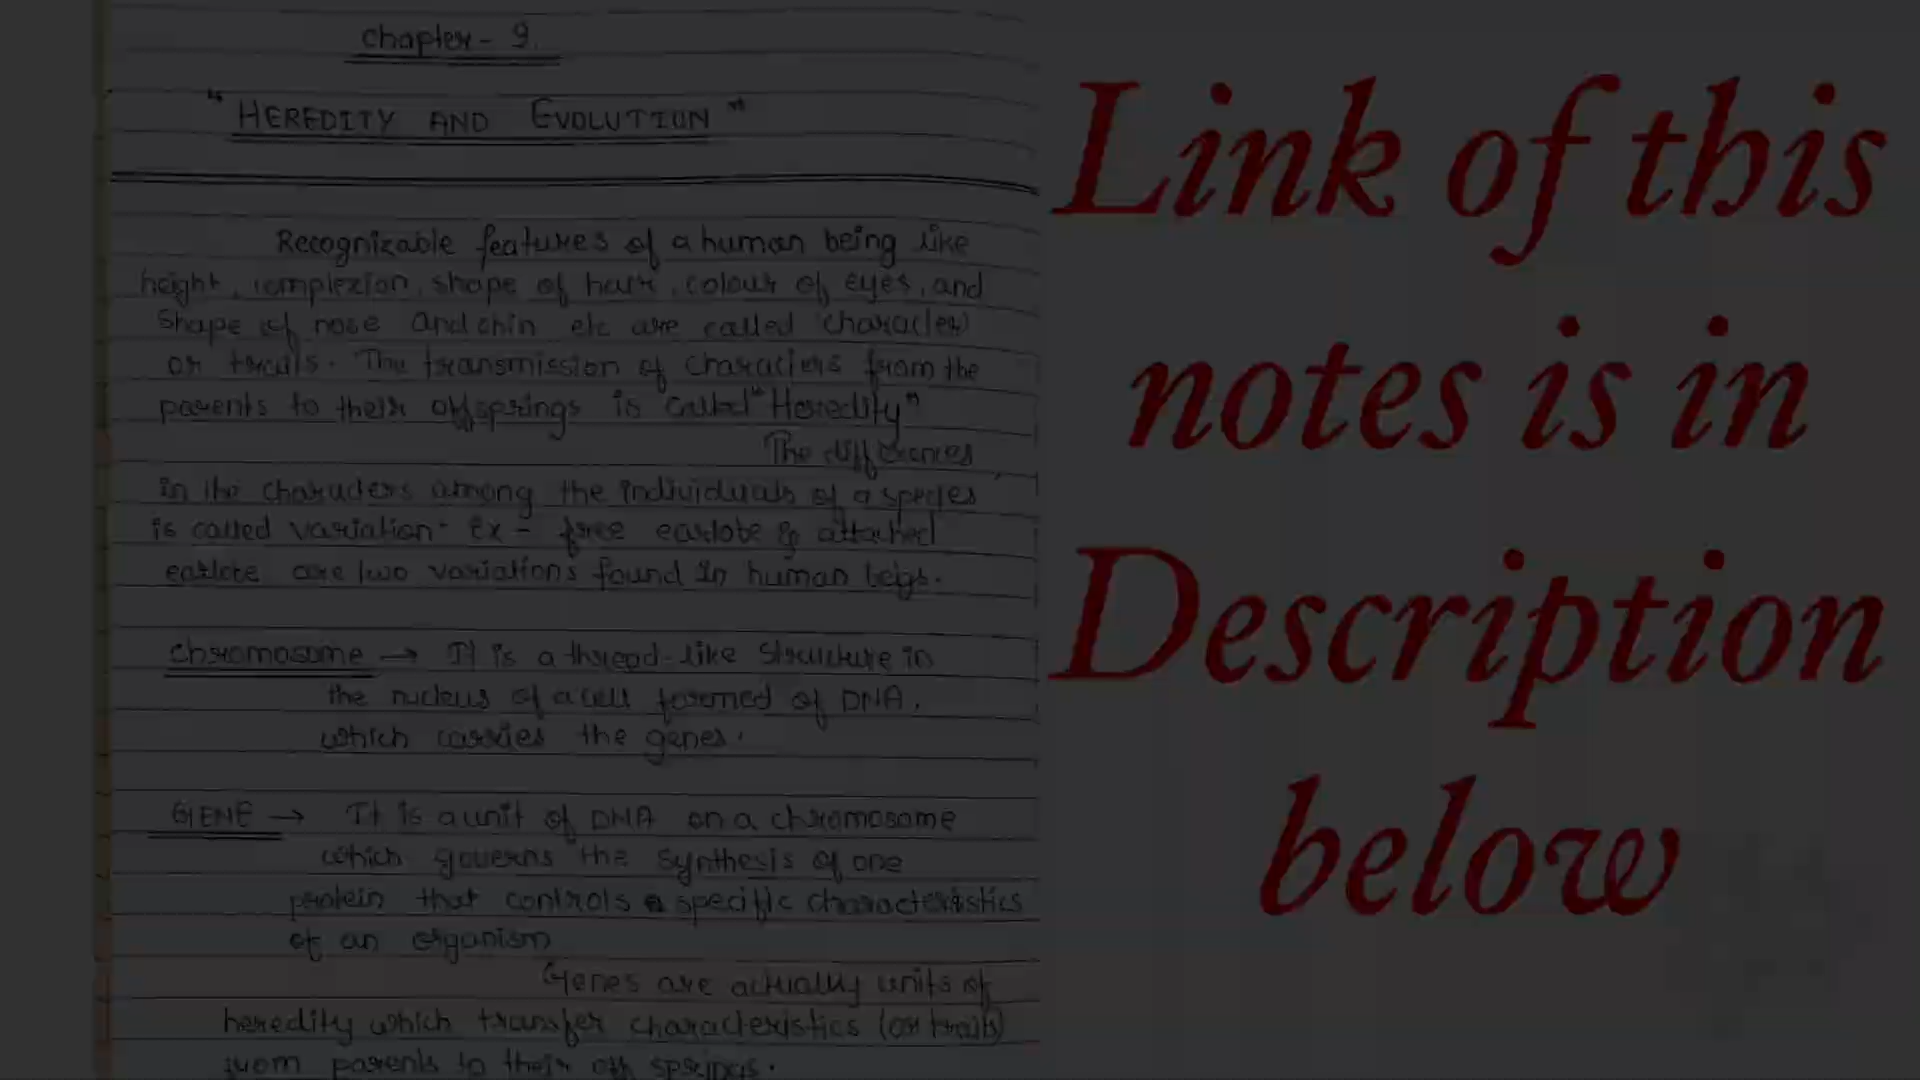 Chapter - 9.
"HEREDITY AND EVOLUTION"
Recognizable features of a human being like
height, complexion, shape of hair, colour of eyes, and
shape of nose and chin etc are called 'character'
or traits. The transmission of characters from the
parents to their offsprings is called "Heredity"
The differences
in the characters among the individuals of a species
is called variation. Ex - free earlobe & attached
earlobe are two variations found in human beigs.
Chromosome → It is a thread-like structure in
the nucleus of a cell formed of DNA,
which carries the genes.
GENE → It is a unit of DNA on a chromosome
which governs the synthesis of one
protein that controls a specific characteristics
of an organism
Genes are actually units of
heredity which transfer characteristics (or traits)
from parents to their off springs.
Link of this
notes is in
Description
below